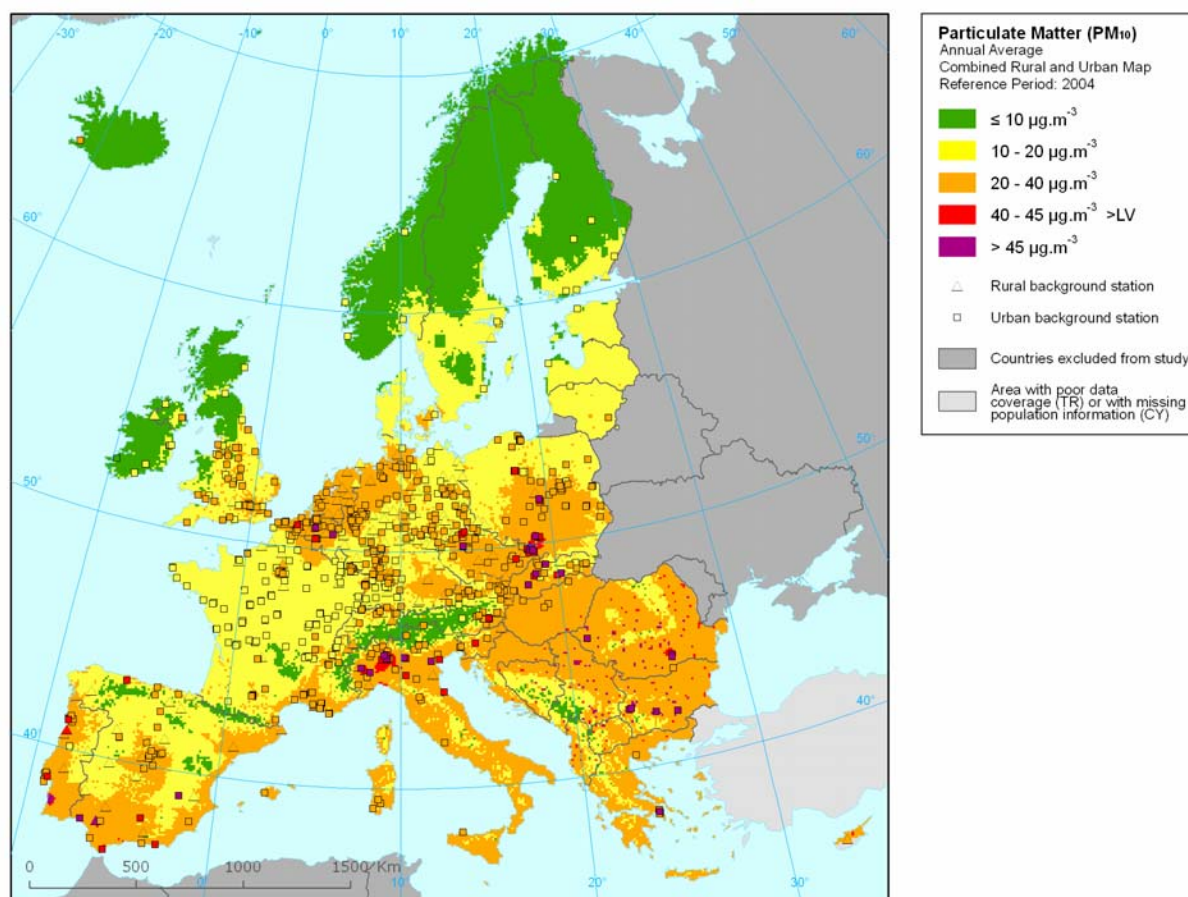 -30° -20° -10° 0° 10° 20° 30° 40° 50° 60°
60°
60°
50°
50°
40°
40°
0 500 1000 1500 Km
0° 10° 20° 30°
Particulate Matter (PM₁₀)
Annual Average
Combined Rural and Urban Map
Reference Period: 2004
≤ 10 µg.m⁻³
10 - 20 µg.m⁻³
20 - 40 µg.m⁻³
40 - 45 µg.m⁻³ >LV
> 45 µg.m⁻³
Rural background station
Urban background station
Countries excluded from study
Area with poor data
coverage (TR) or with missing
population information (CY)